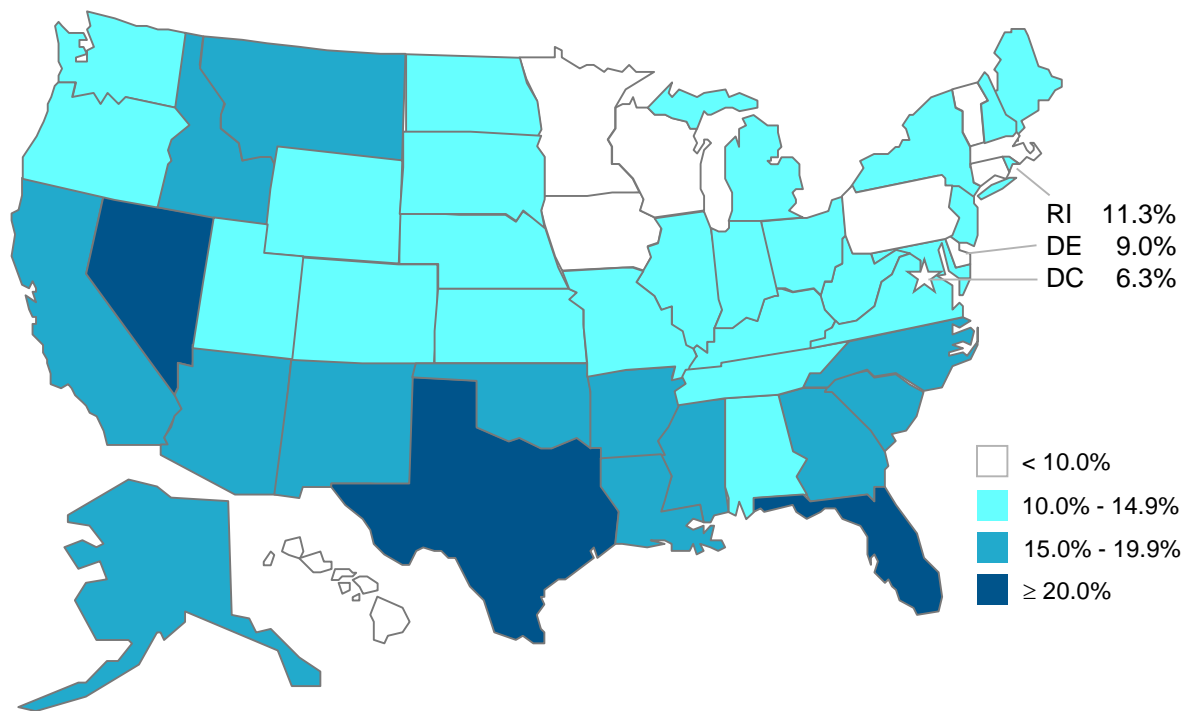 RI 11.3%
DE 9.0%
DC 6.3%
< 10.0%
10.0% - 14.9%
15.0% - 19.9%
≥ 20.0%